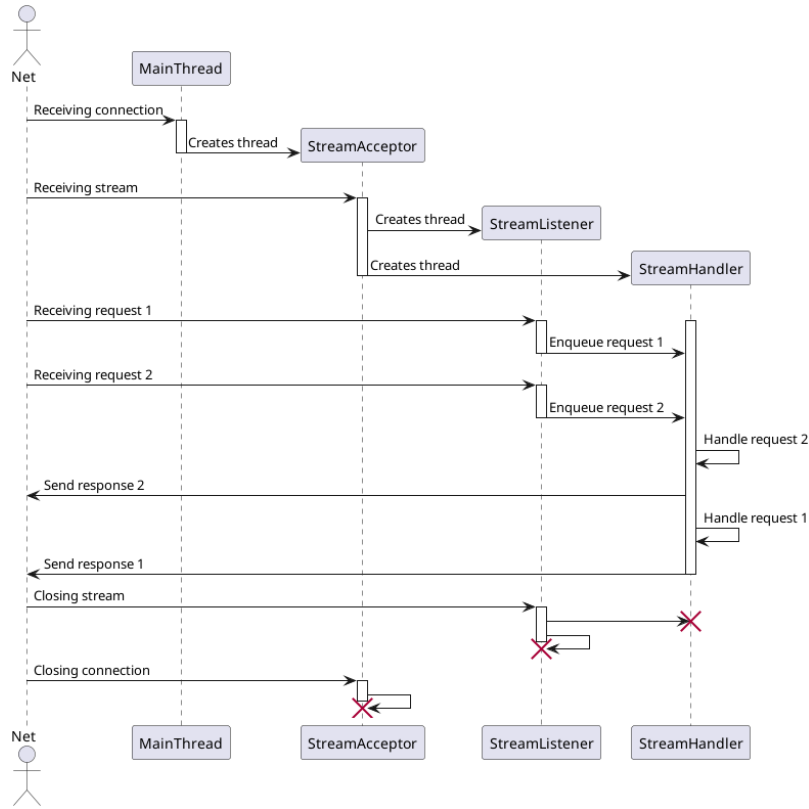 Net
MainThread
Receiving connection
Creates thread
StreamAcceptor
Receiving stream
Creates thread
StreamListener
Creates thread
StreamHandler
Receiving request 1
Enqueue request 1
Receiving request 2
Enqueue request 2
Handle request 2
Send response 2
Handle request 1
Send response 1
Closing stream
Closing connection
Net
MainThread
StreamAcceptor
StreamListener
StreamHandler